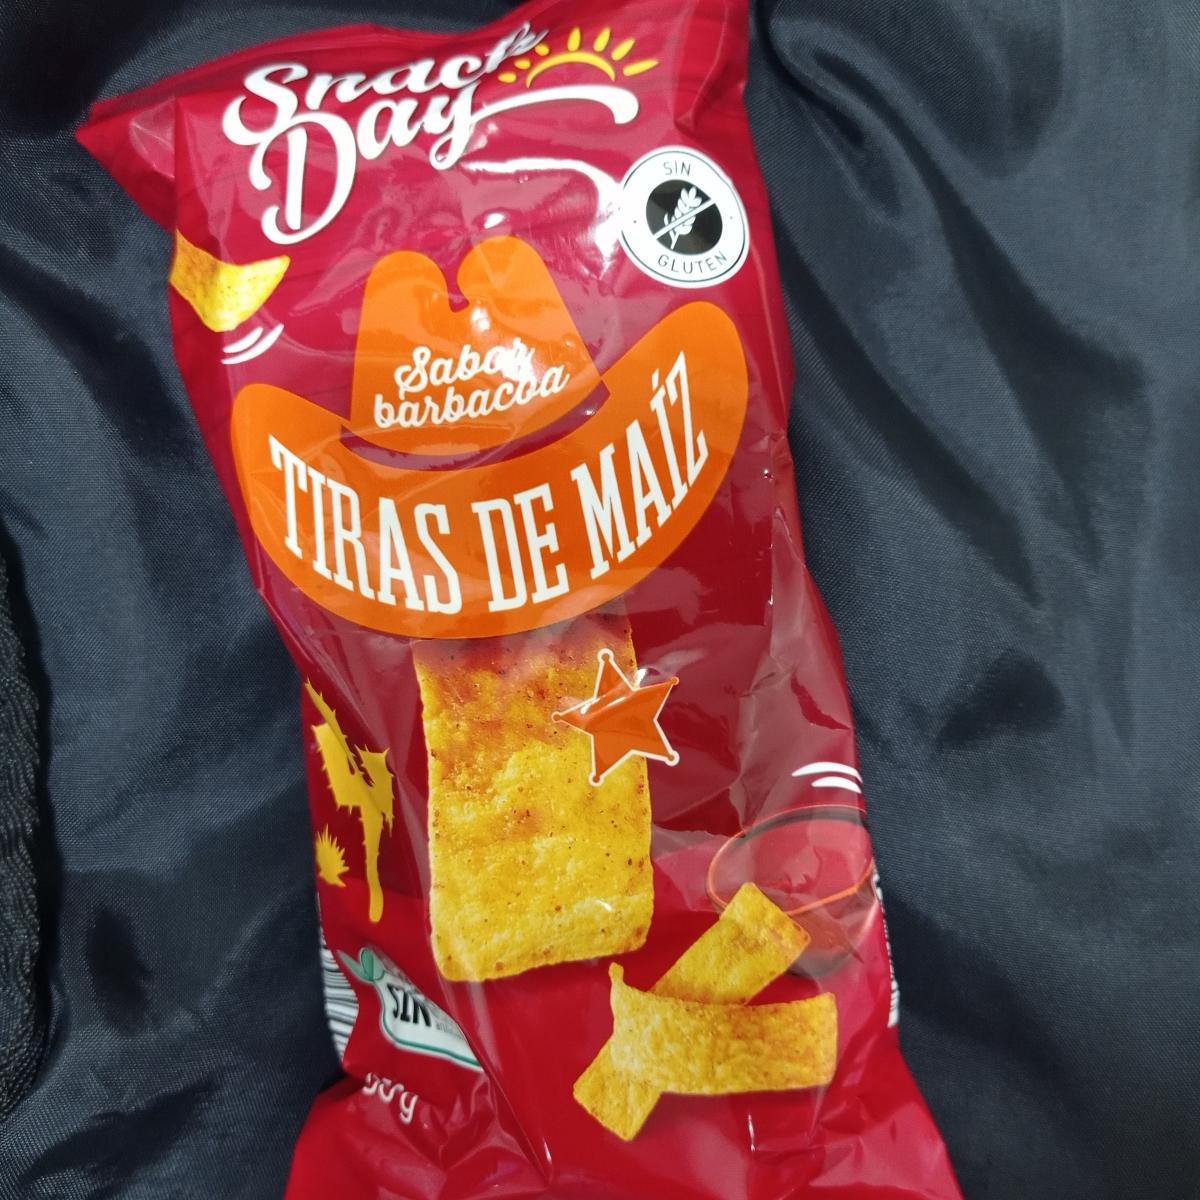 Snack
Day
SIN
GLUTEN
Sabor
barbacoa
TIRAS DE MAÍZ
SIN